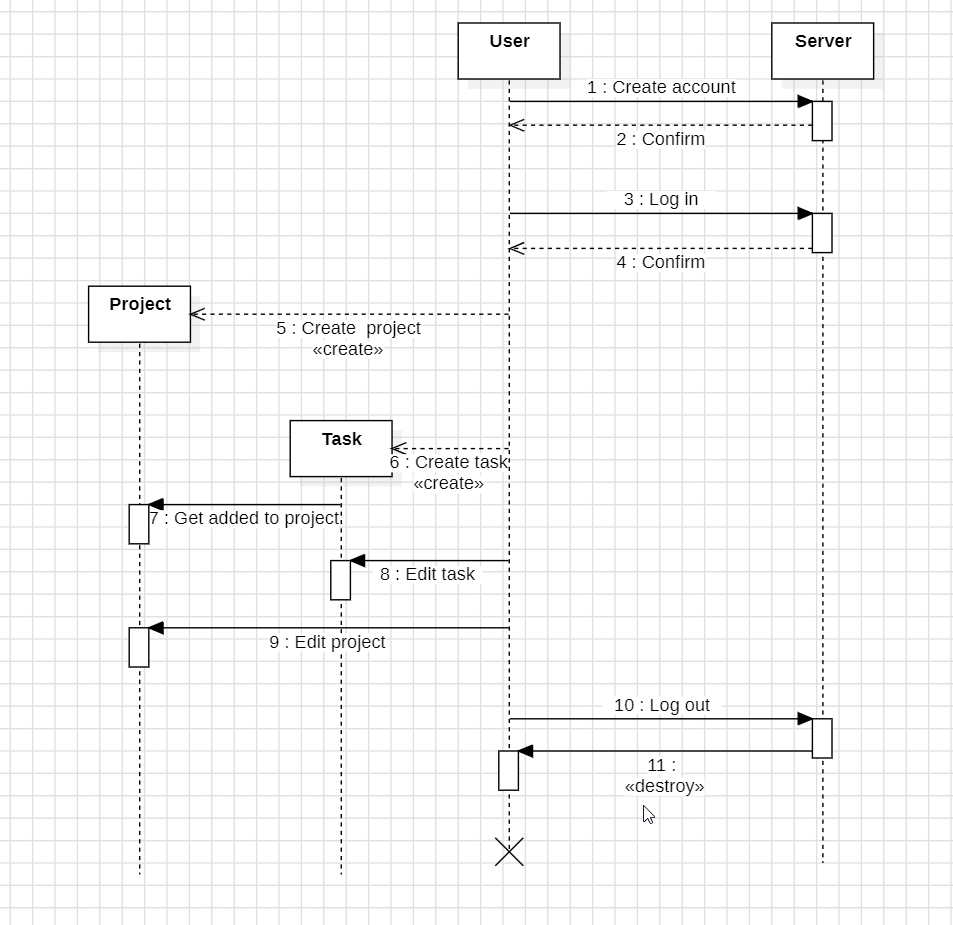 User
Server
1 : Create account
2 : Confirm
3 : Log in
4 : Confirm
Project
5 : Create  project
«create»
Task
6 : Create task
«create»
7 : Get added to project
8 : Edit task
9 : Edit project
10 : Log out
11 :
«destroy»